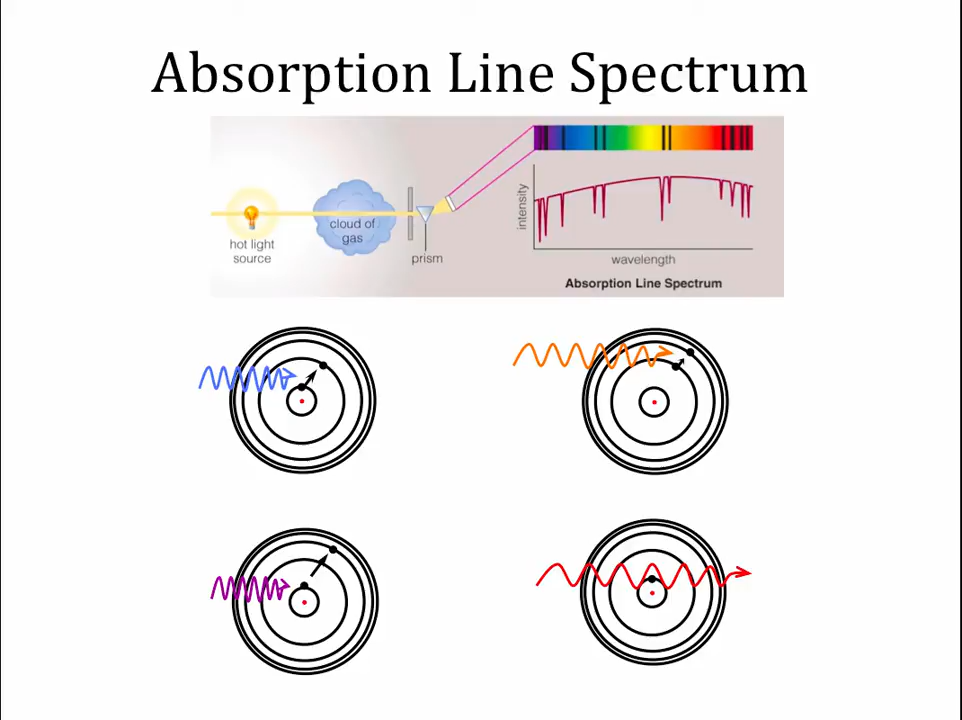 Absorption Line Spectrum
hot light
source
cloud of
gas
prism
intensity
wavelength
Absorption Line Spectrum